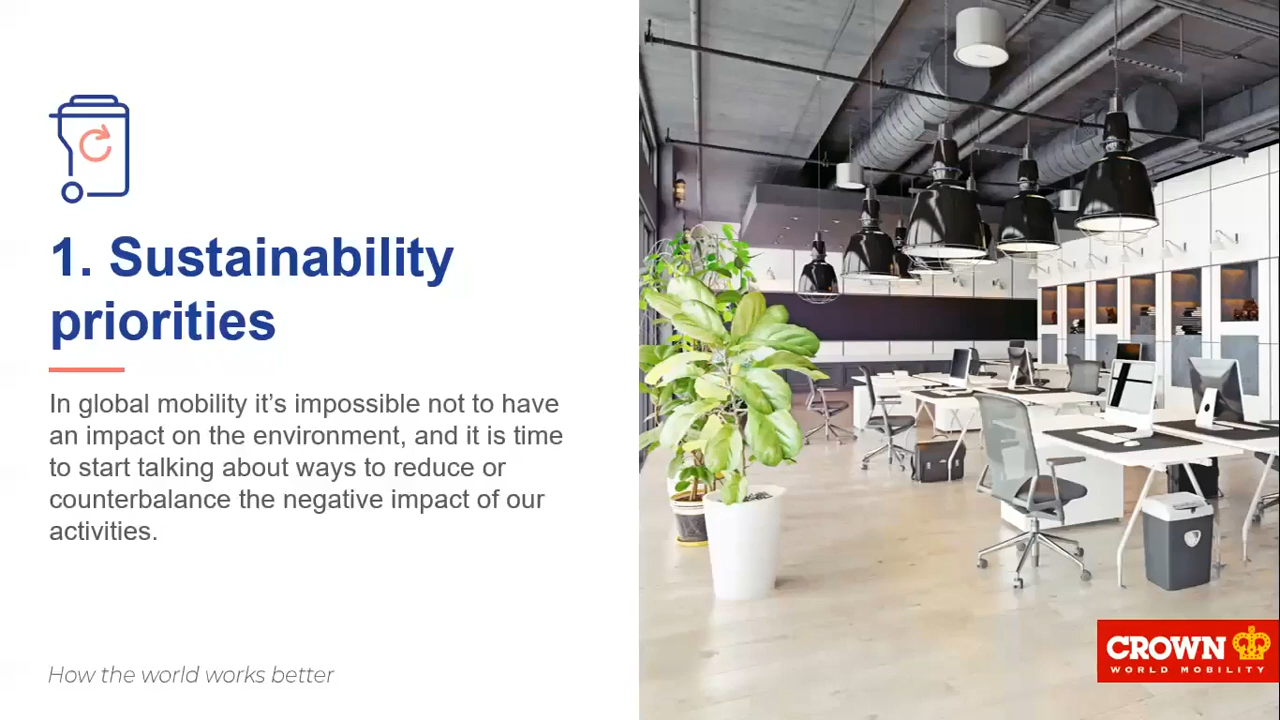 1. Sustainability
priorities
In global mobility it’s impossible not to have
an impact on the environment, and it is time
to start talking about ways to reduce or
counterbalance the negative impact of our
activities.
How the world works better
CROWN
WORLD MOBILITY